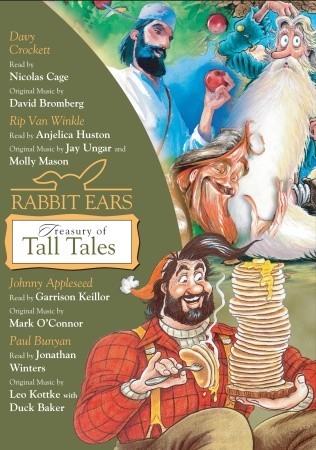 Davy
Crockett
Read by
Nicolas Cage
Original Music by
David Bromberg
Rip Van Winkle
Read by Anjelica Huston
Original Music by Jay Ungar and
Molly Mason
RABBIT EARS
Treasury of
Tall Tales
Johnny Appleseed
Read by Garrison Keillor
Original Music by
Mark O'Connor
Paul Bunyan
Read by Jonathan
Winters
Original Music by
Leo Kottke with
Duck Baker